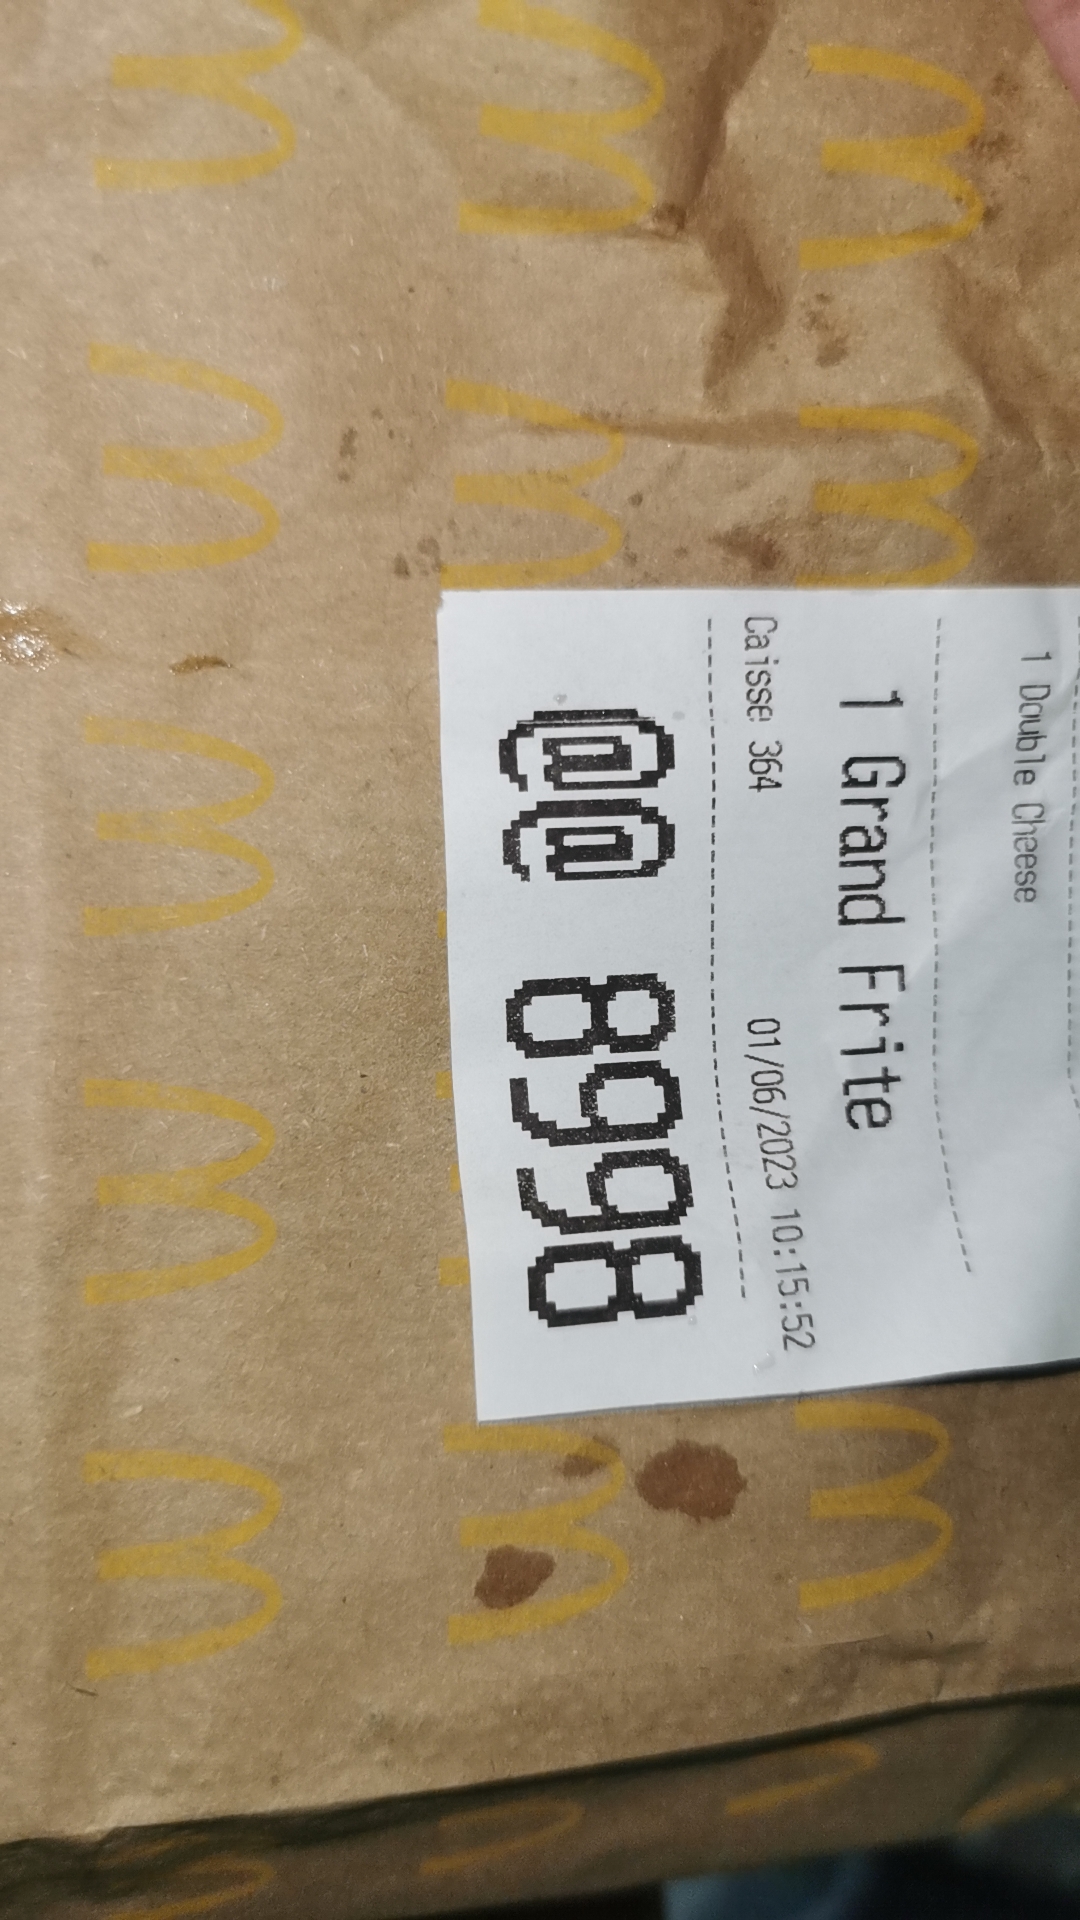 1 Double Cheese
1 Grand Frite
Caisse 364 01/06/2023 10:15:52
@@ 8998